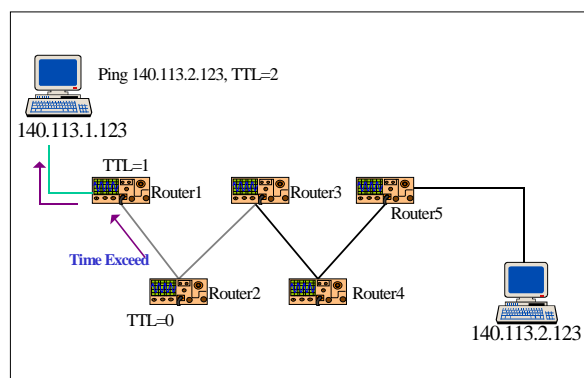 Ping 140.113.2.123, TTL=2
140.113.1.123
TTL=1
Router1
Router3
Router5
Time Exceed
Router2
Router4
TTL=0
140.113.2.123